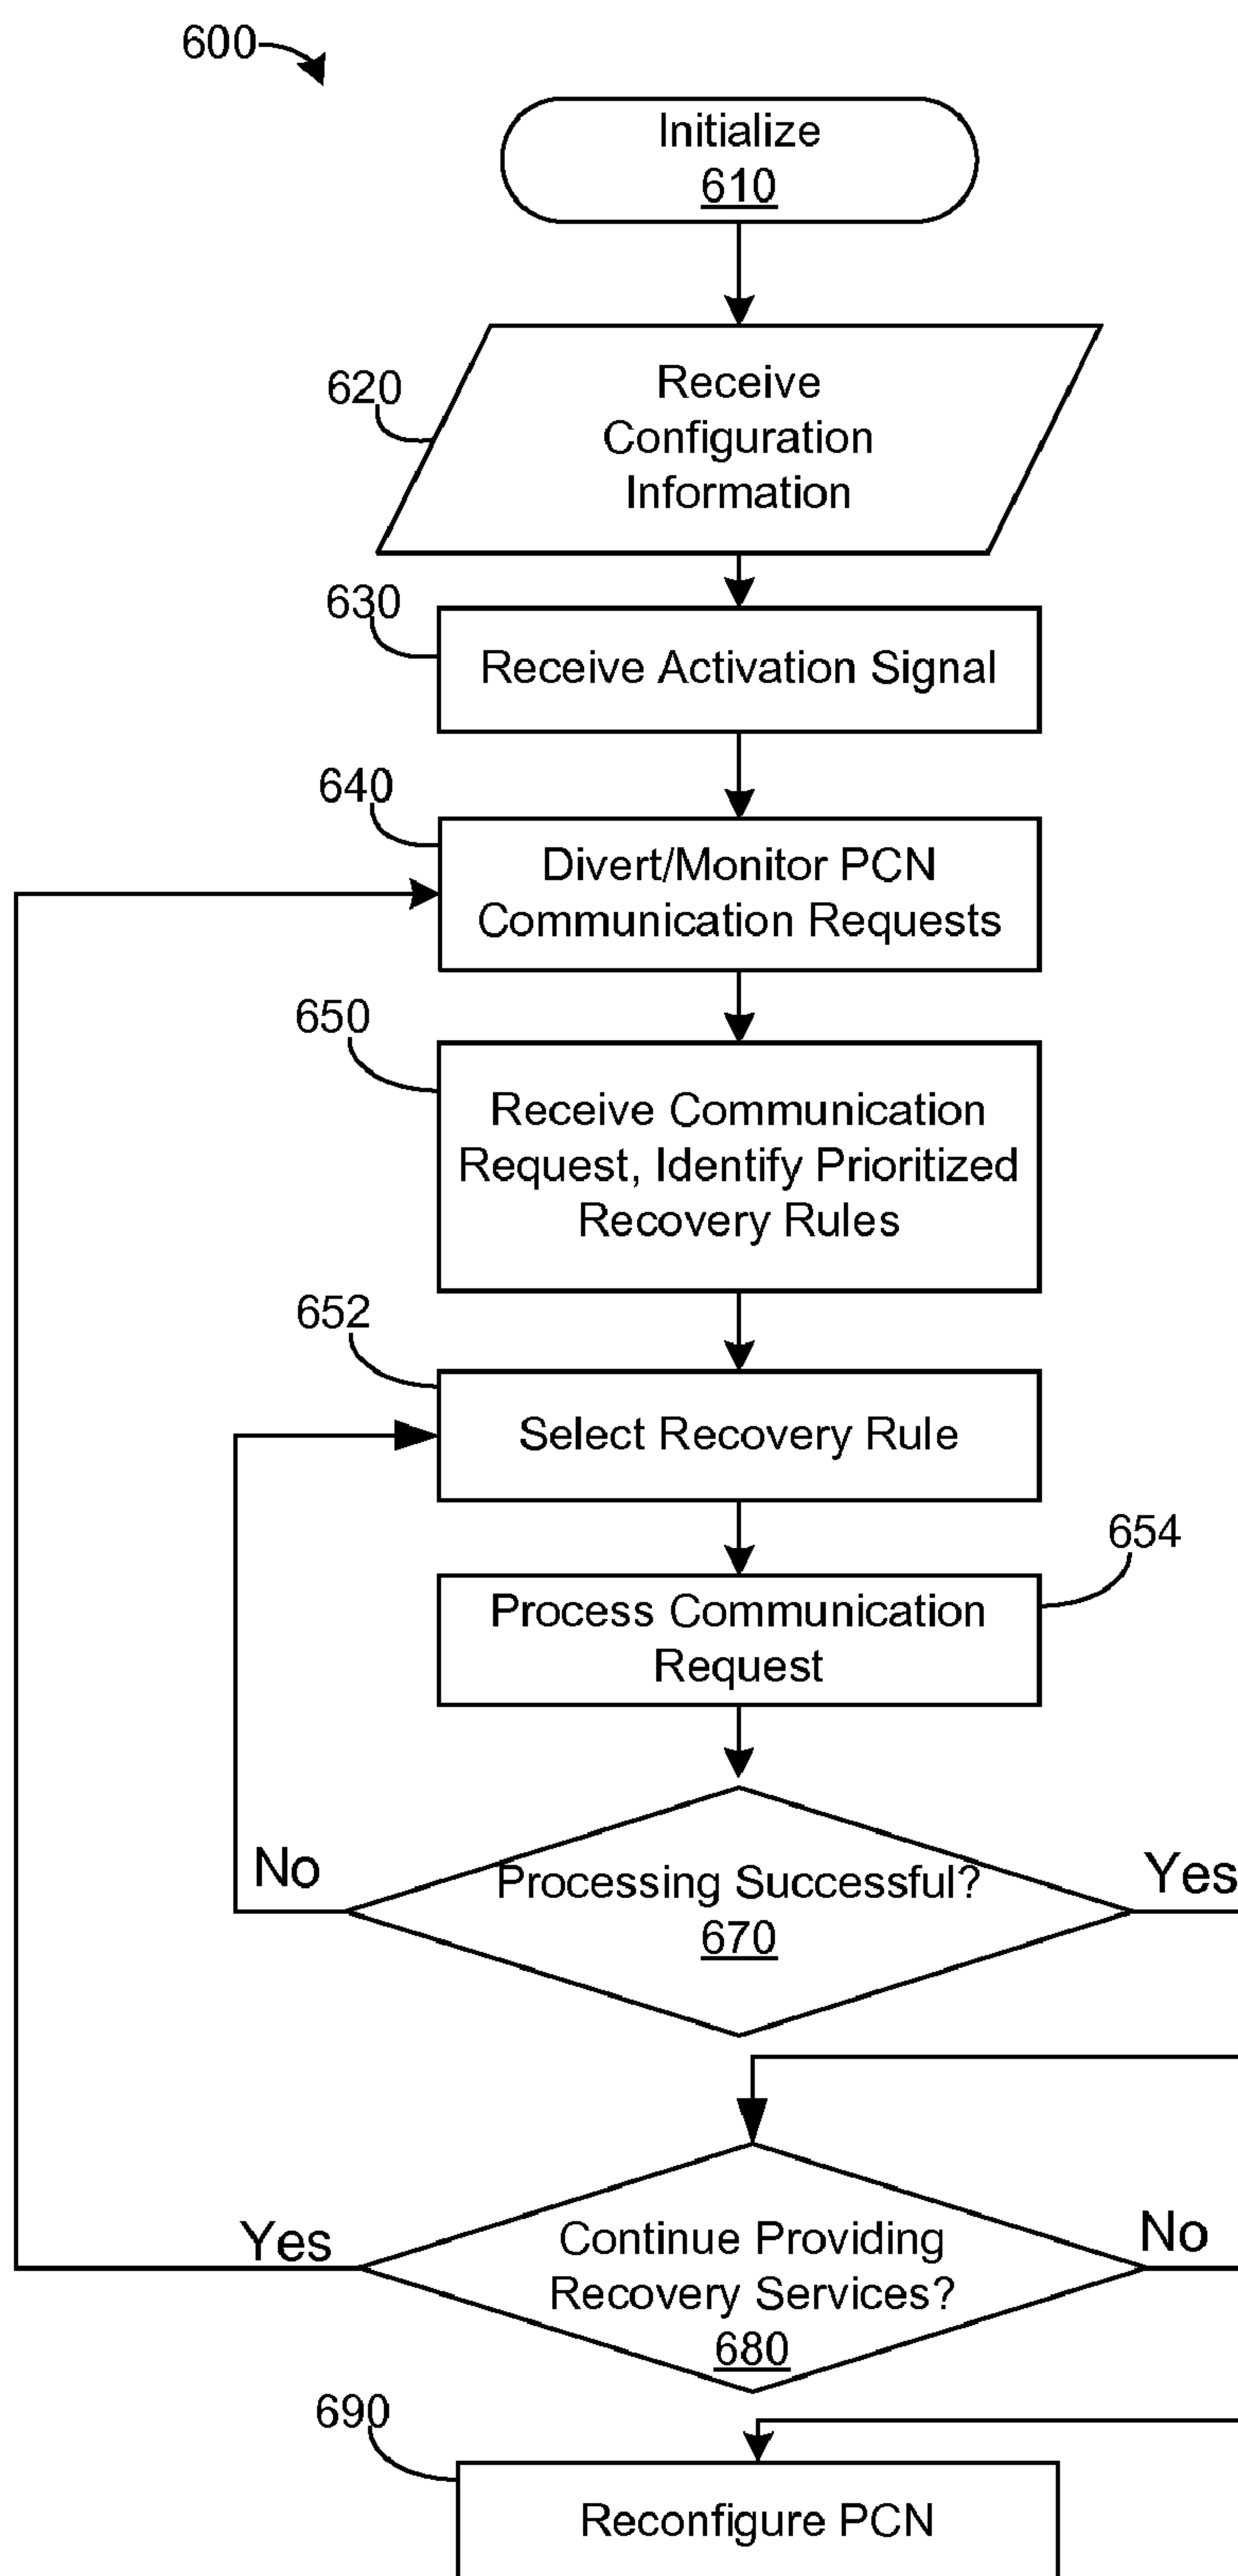 600
Initialize
610
620
Receive
Configuration
Information
630
Receive Activation Signal
640
Divert/Monitor PCN
Communication Requests
650
Receive Communication
Request, Identify Prioritized
Recovery Rules
652
Select Recovery Rule
654
Process Communication
Request
No
Processing Successful?
Yes
670
Yes
Continue Providing
No
Recovery Services?
680
690
Reconfigure PCN